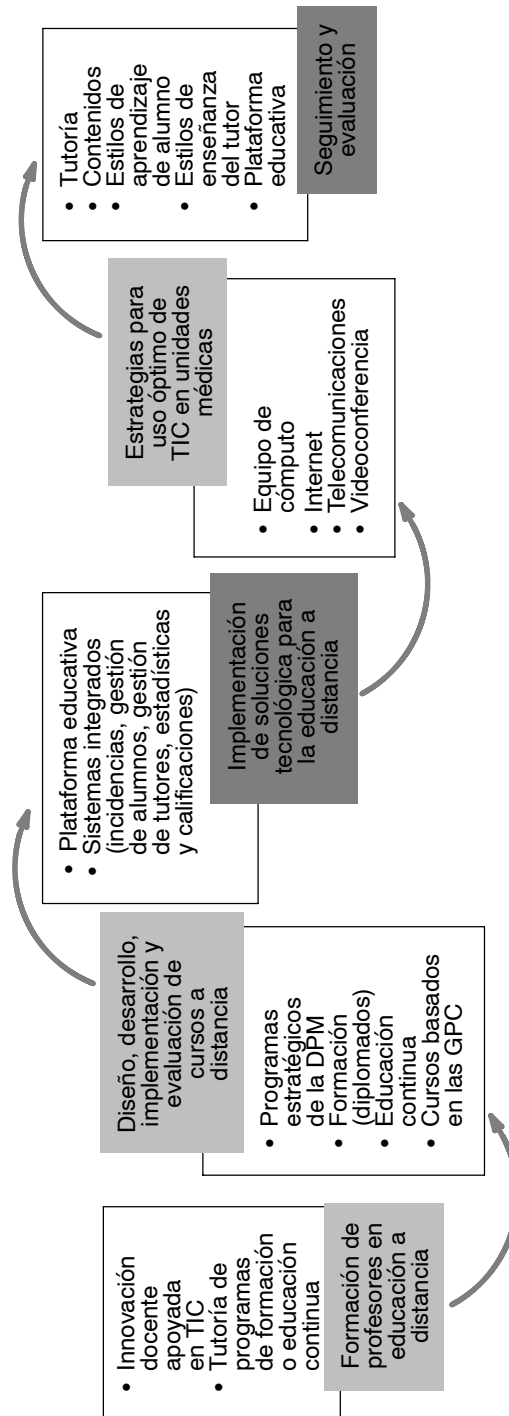 • Innovación
docente
apoyada
en TIC
• Tutoría de
programas
de formación
o educación
continua
Formación de
profesores en
educación a
distancia
Diseño, desarrollo,
implementación y
evaluación de
cursos a
distancia
• Programas
estratégicos
de la DPM
• Formación
(diplomados)
• Educación
continua
• Cursos basados
en las GPC
• Plataforma educativa
• Sistemas integrados
(incidencias, gestión
de alumnos, gestión
de tutores, estadísticas
y calificaciones)
Implementación
de soluciones
tecnológica para
la educación a
distancia
Estrategias para
uso óptimo de
TIC en unidades
médicas
• Equipo de
cómputo
• Internet
• Telecomunicaciones
• Videoconferencia
• Tutoría
• Contenidos
• Estilos de
aprendizaje
de alumno
• Estilos de
enseñanza
del tutor
• Plataforma
educativa
Seguimiento y
evaluación